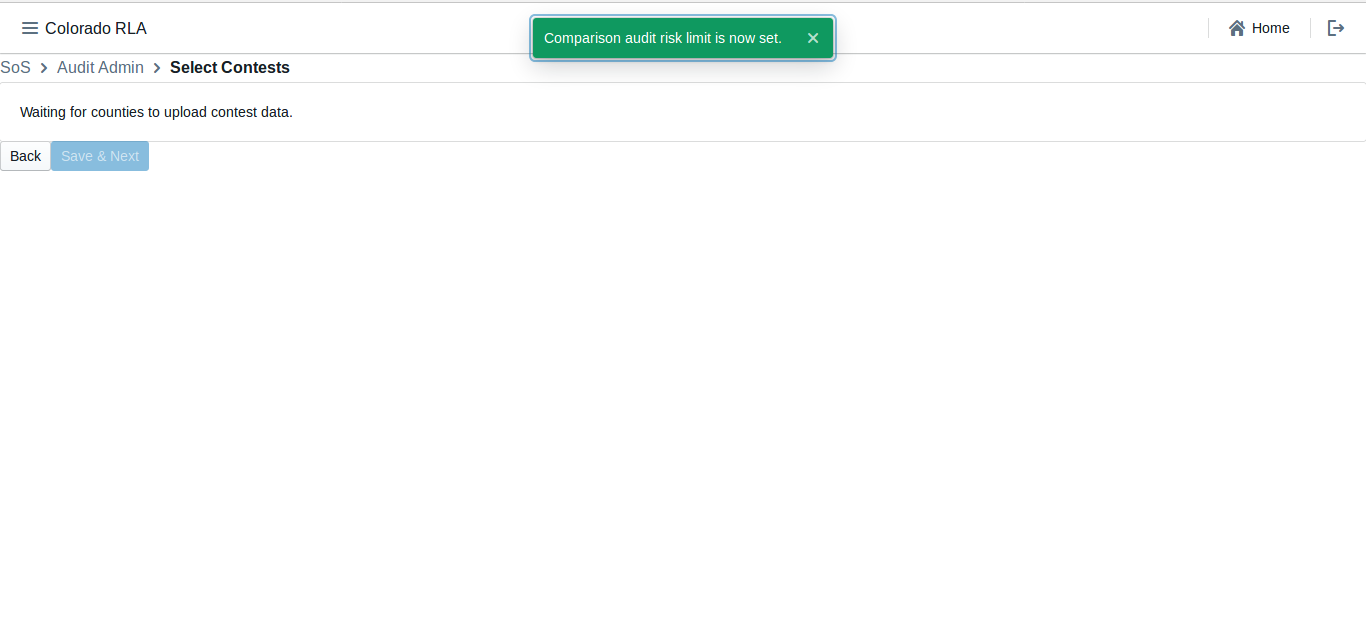 Colorado RLA
Comparison audit risk limit is now set.
Home
SoS Audit Admin Select Contests
Waiting for counties to upload contest data.
Back Save & Next